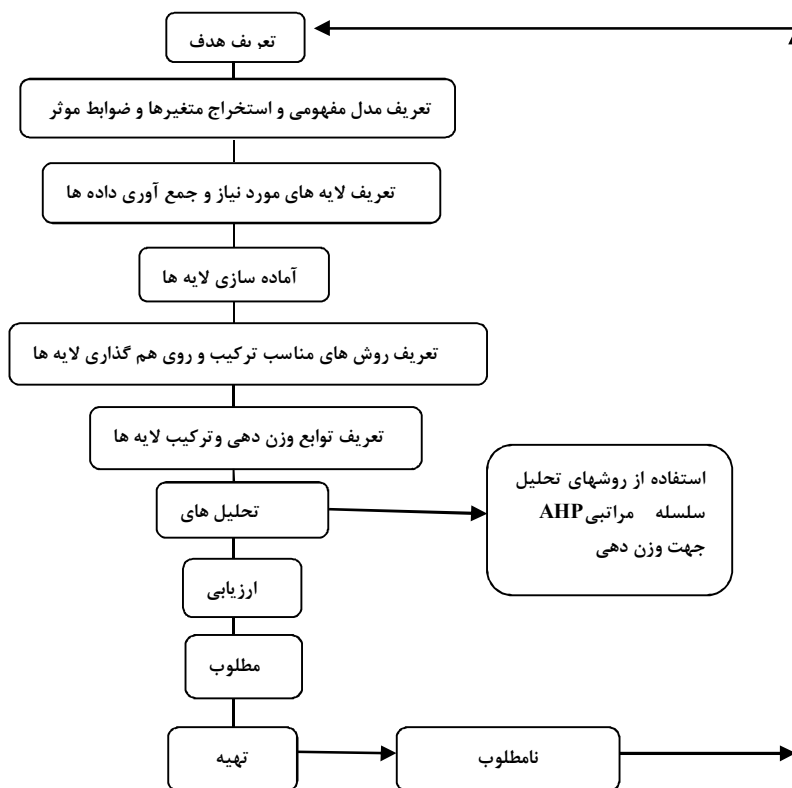 تعریف هدف
تعریف مدل مفهومی و استخراج متغیرها و ضوابط موثر
تعریف لایه های مورد نیاز و جمع آوری داده ها
آماده سازی لایه ها
تعریف روش های مناسب ترکیب و روی هم گذاری لایه ها
تعریف توابع وزن دهی وترکیب لایه ها
استفاده از روشهای تحلیل
سلسله مراتبی AHP
جهت وزن دهی
تحلیل های
ارزیابی
مطلوب
تهیه
نامطلوب